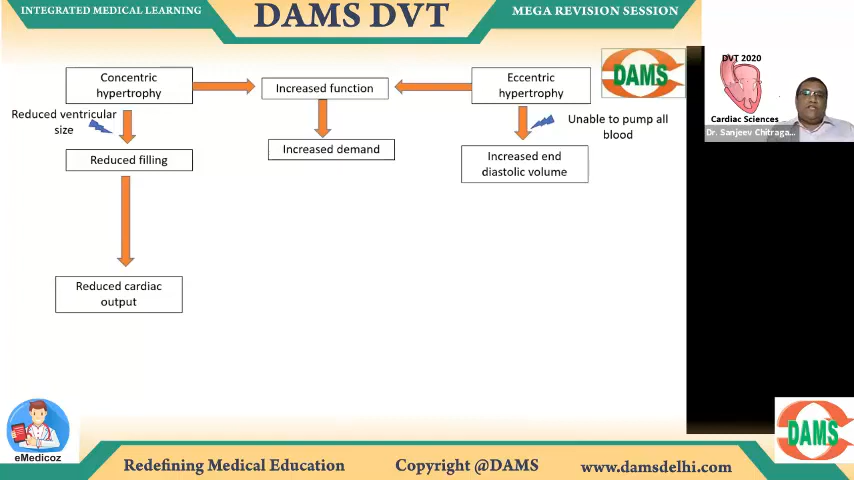 INTEGRATED MEDICAL LEARNING
DAMS DVT
MEGA REVISION SESSION
Concentric
hypertrophy
Increased function
Eccentric
hypertrophy
DAMS
DVT 2020
Cardiac Sciences
Dr. Sanjeev Chitraga...
Reduced ventricular
size
Unable to pump all
blood
Reduced filling
Increased demand
Increased end
diastolic volume
Reduced cardiac
output
eMedicoz
DAMS
Redefining Medical Education
Copyright @DAMS
www.damsdelhi.com